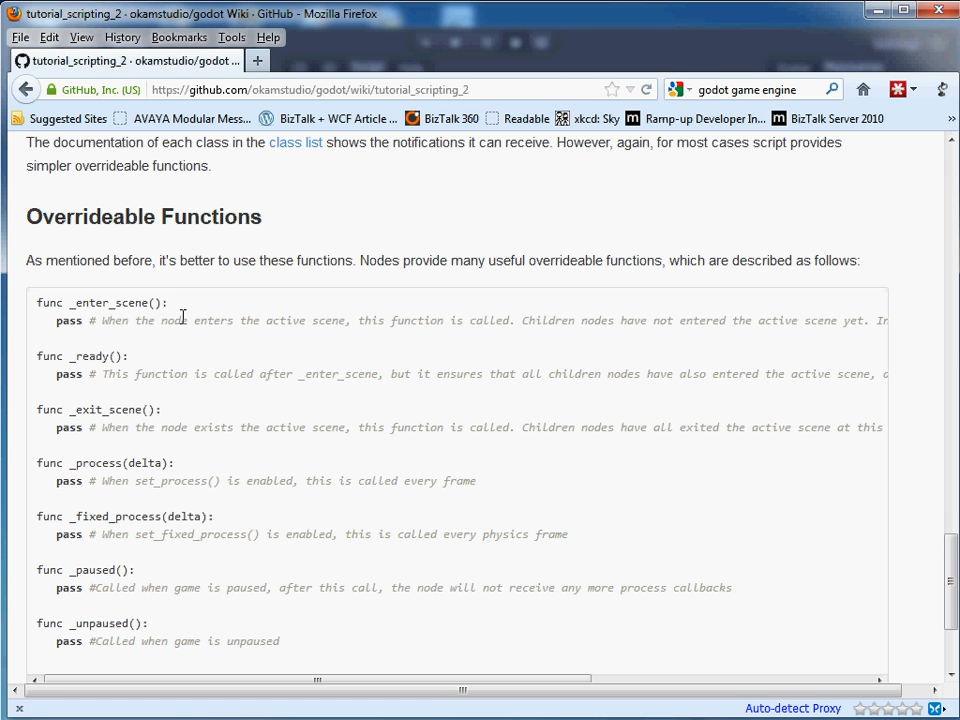 tutorial_scripting_2 · okamstudio/godot Wiki · GitHub - Mozilla Firefox
File Edit View History Bookmarks Tools Help
tutorial_scripting_2 · okamstudio/godot ... +
GitHub, Inc. (US) https://github.com/okamstudio/godot/wiki/tutorial_scripting_2 godot game engine
Suggested Sites AVAYA Modular Mess... BizTalk + WCF Article ... BizTalk 360 Readable xkcd: Sky Ramp-up Developer In... BizTalk Server 2010 »
The documentation of each class in the class list shows the notifications it can receive. However, again, for most cases script provides
simpler overrideable functions.
Overrideable Functions
As mentioned before, it's better to use these functions. Nodes provide many useful overrideable functions, which are described as follows:
func _enter_scene():
pass # When the node enters the active scene, this function is called. Children nodes have not entered the active scene yet. In
func _ready():
pass # This function is called after _enter_scene, but it ensures that all children nodes have also entered the active scene,
func _exit_scene():
pass # When the node exists the active scene, this function is called. Children nodes have all exited the active scene at this
func _process(delta):
pass # When set_process() is enabled, this is called every frame
func _fixed_process(delta):
pass # When set_fixed_process() is enabled, this is called every physics frame
func _paused():
pass #Called when game is paused, after this call, the node will not receive any more process callbacks
func _unpaused():
pass #Called when game is unpaused
Auto-detect Proxy